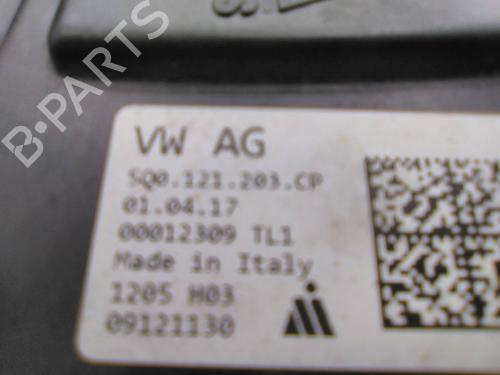 B-PARTS
VW AG
5Q0.121.203.CP
01.04.17
00012309 TL1
Made in Italy
1205 H03
09121130